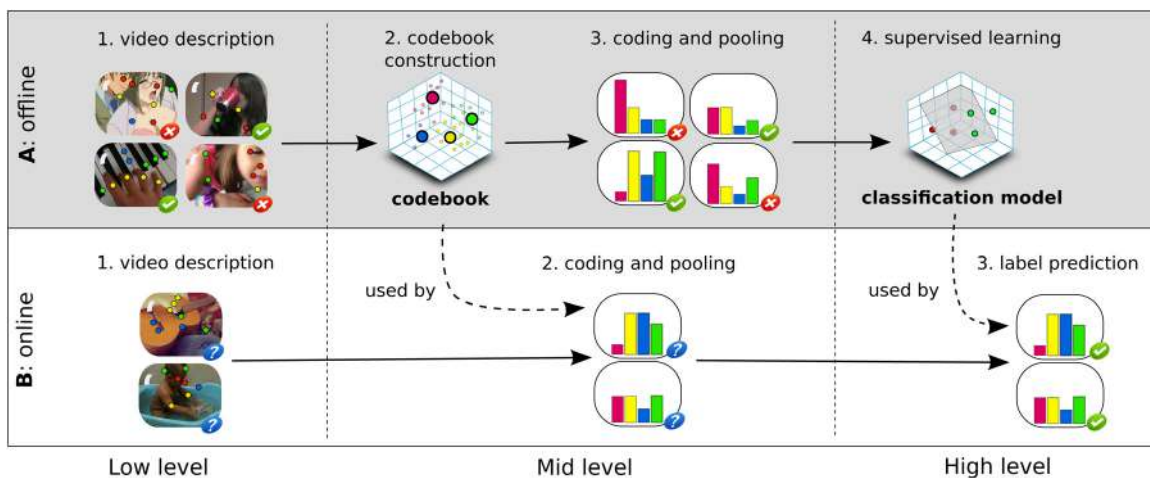 A: offline
1. video description
2. codebook
construction
3. coding and pooling
4. supervised learning
codebook
classification model
B: online
1. video description
used by
2. coding and pooling
used by
3. label prediction
?
?
?
?
Low level
Mid level
High level